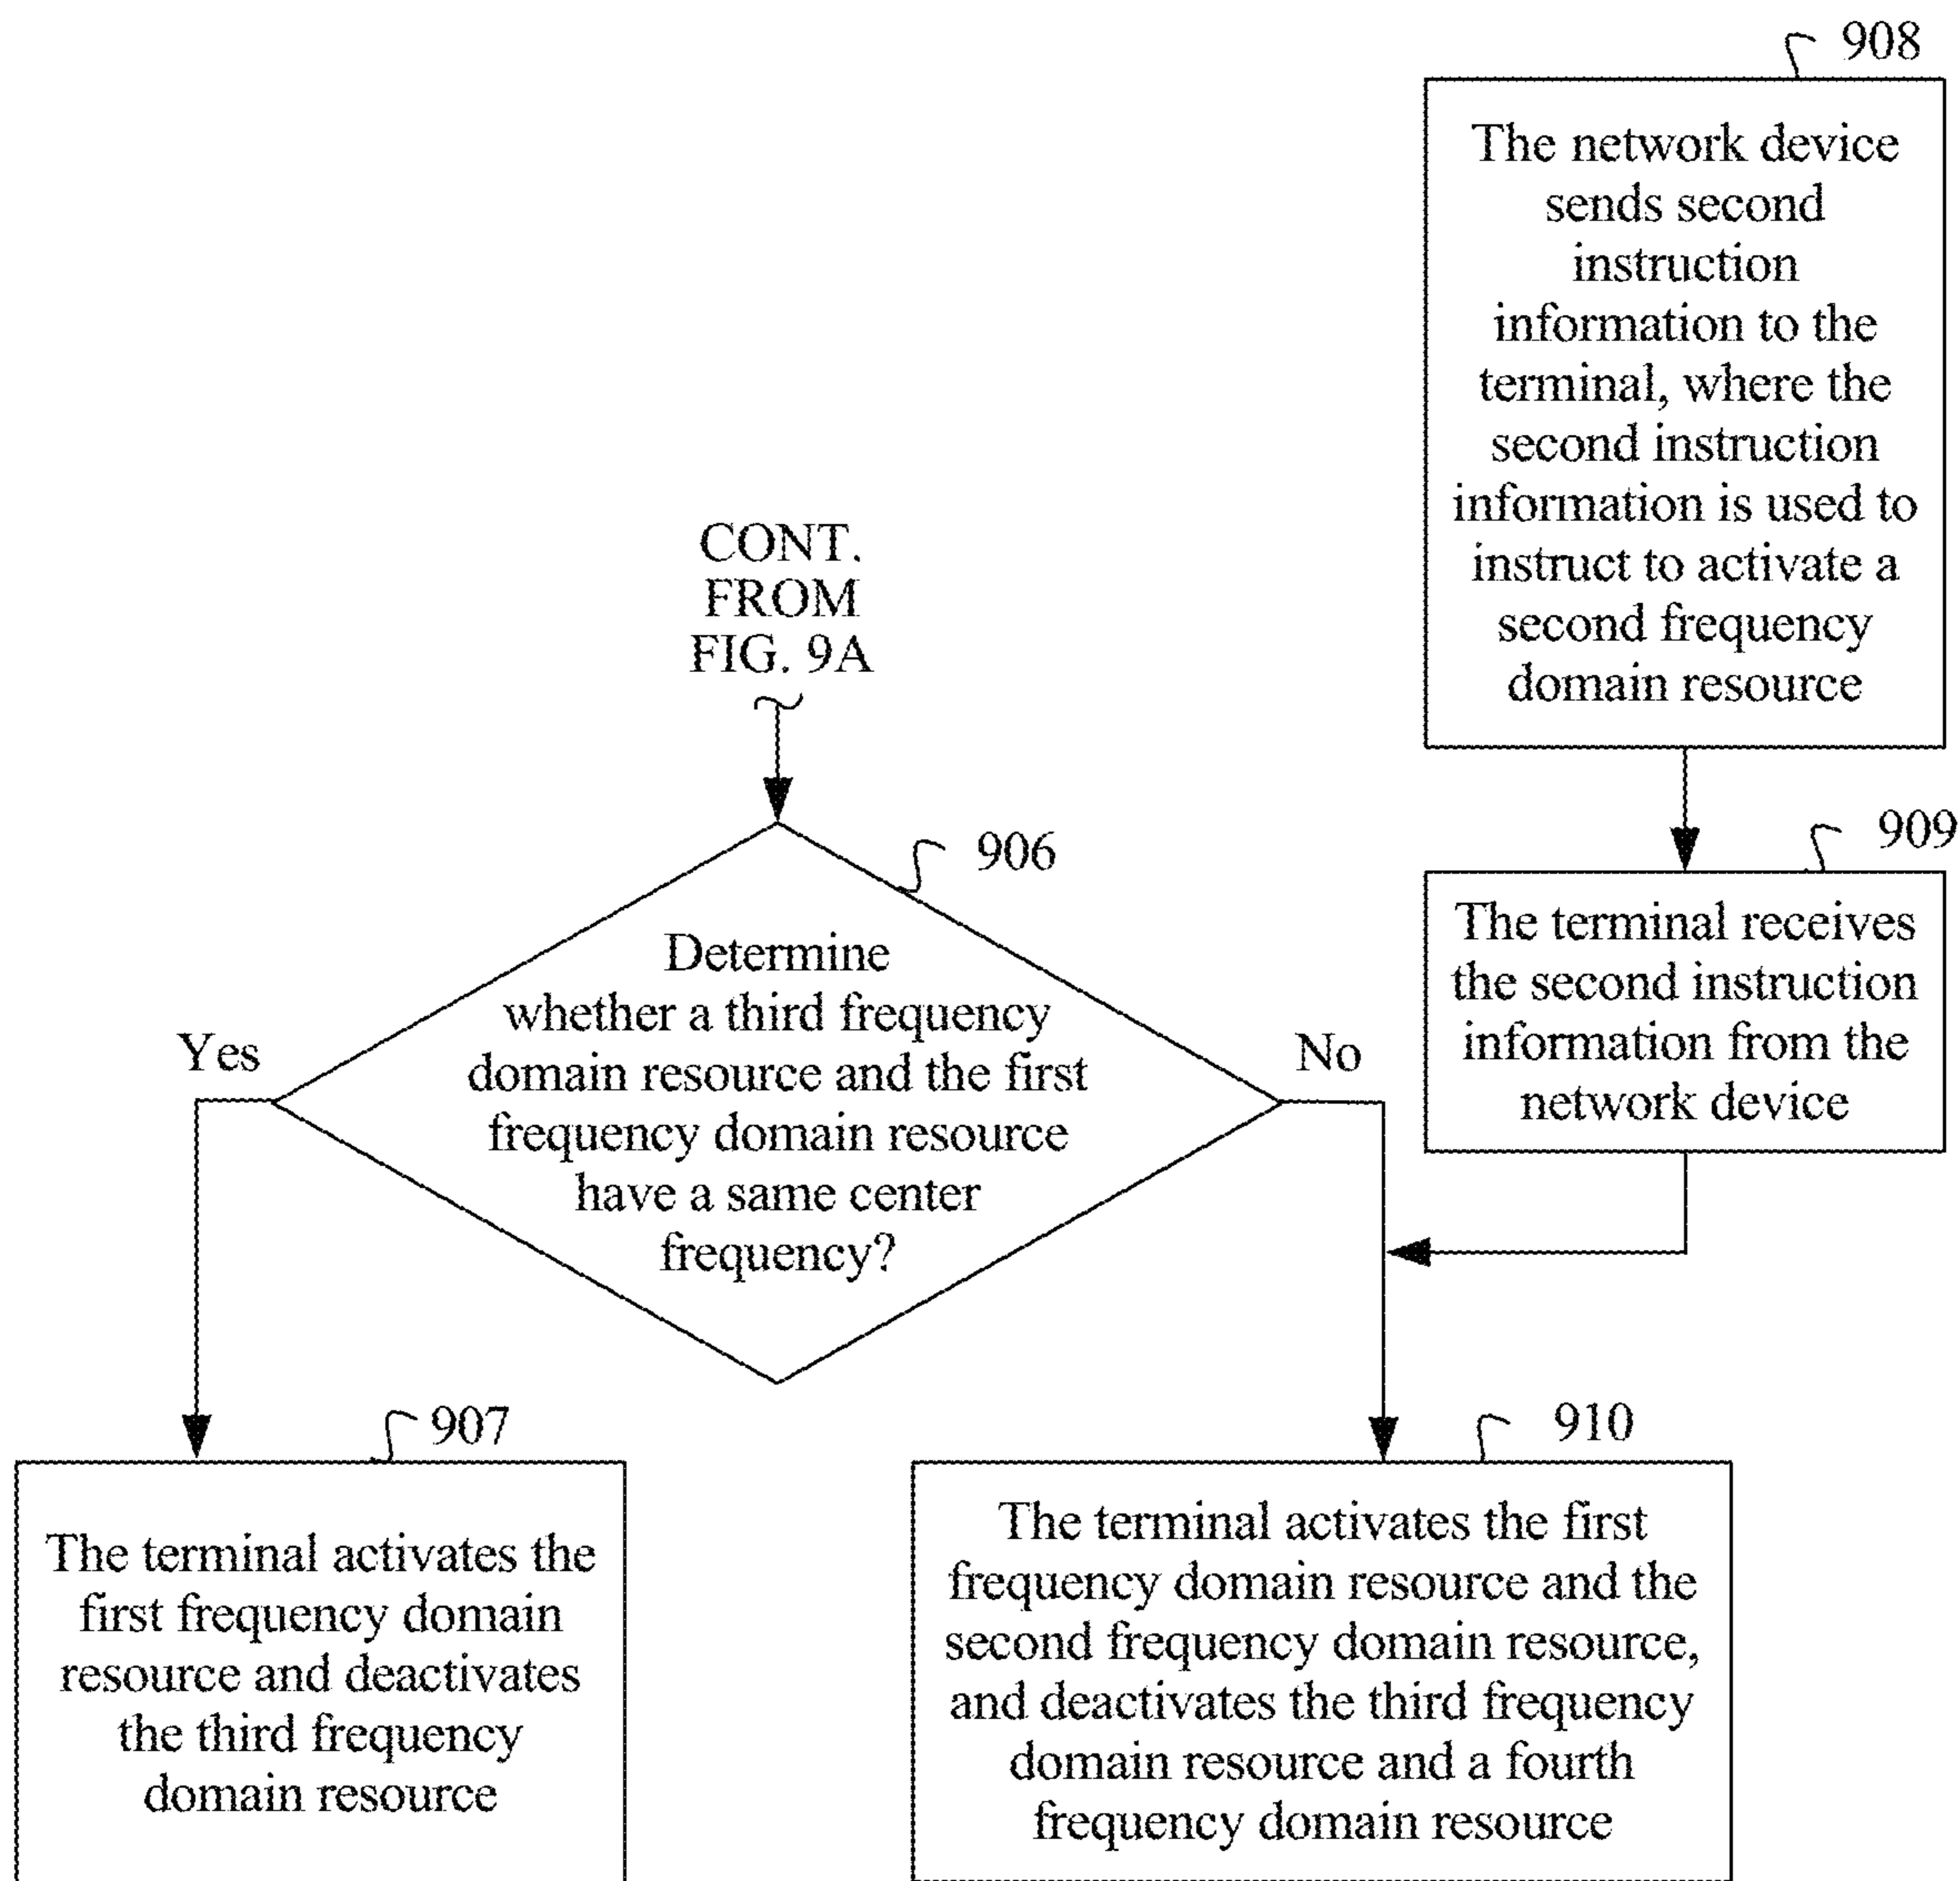 908
The network device
sends second
instruction
information to the
terminal, where the
second instruction
information is used to
instruct to activate a
second frequency
domain resource
CONT.
FROM
FIG. 9A
909
The terminal receives
the second instruction
information from the
network device
906
Determine
whether a third frequency
domain resource and the first
frequency domain resource
have a same center
frequency?
Yes
No
907
The terminal activates the
first frequency domain
resource and deactivates
the third frequency
domain resource
910
The terminal activates the first
frequency domain resource and the
second frequency domain resource,
and deactivates the third frequency
domain resource and a fourth
frequency domain resource